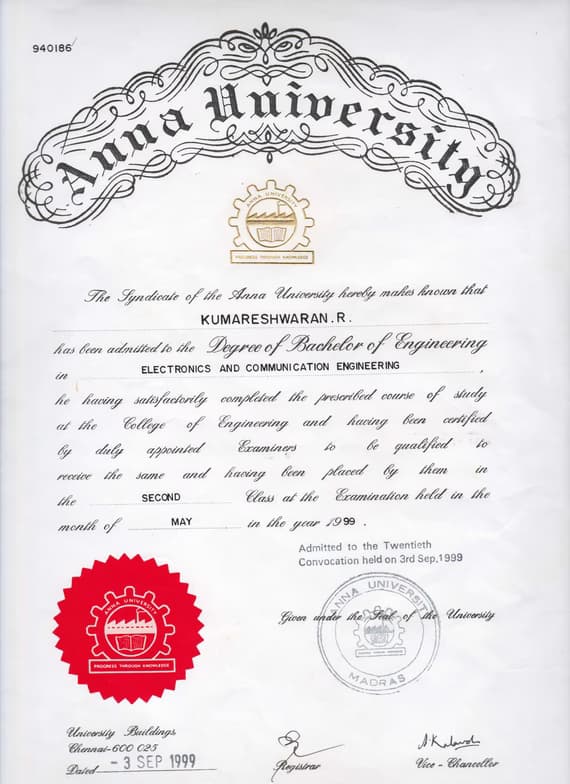 940186
Anna University
ANNA UNIVERSITY
PROGRESS THROUGH KNOWLEDGE
The Syndicate of the Anna University hereby makes known that
KUMARESHWARAN.R.
has been admitted to the Degree of Bachelor of Engineering
in ELECTRONICS AND COMMUNICATION ENGINEERING ,
he having satisfactorily completed the prescribed course of study
at the College of Engineering and having been certified
by duly appointed Examiners to be qualified to
receive the same and having been placed by them in
the SECOND Class at the Examination held in the
month of MAY in the year 1999 .
Admitted to the Twentieth
Convocation held on 3rd Sep,1999
ANNA UNIVERSITY
PROGRESS THROUGH KNOWLEDGE
ANNA UNIVERSITY
Given under the Seal of the University
MADRAS
University Buildings
Chennai-600 025
Dated - 3 SEP 1999
Registrar
Vice - Chancellor